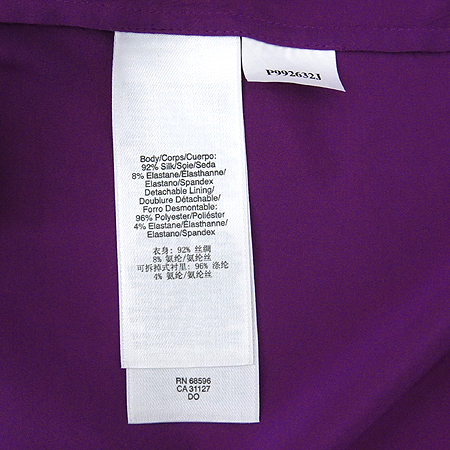 P992632J
Body/Corps/Cuerpo:
92% Silk/Soie/Seda
8% Elastane/Élasthanne/
Elastano/Spandex
Detachable Lining/
Doublure Détachable/
Forro Desmontable:
96% Polyester/Poliéster
4% Elastane/Élasthanne/
Elastano/Spandex
衣身: 92% 丝绸
8% 氨纶/氨纶丝
可拆掉式衬里: 96% 涤纶
4% 氨纶/氨纶丝
RN 68596
CA 31127
DO